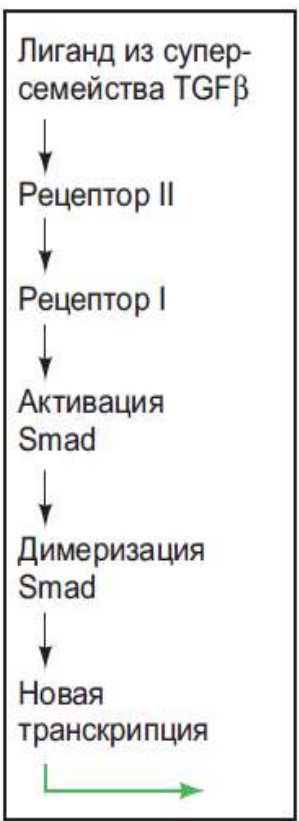 Лиганд из супер-
семейства TGFβ
Рецептор II
Рецептор I
Активация
Smad
Димеризация
Smad
Новая
транскрипция